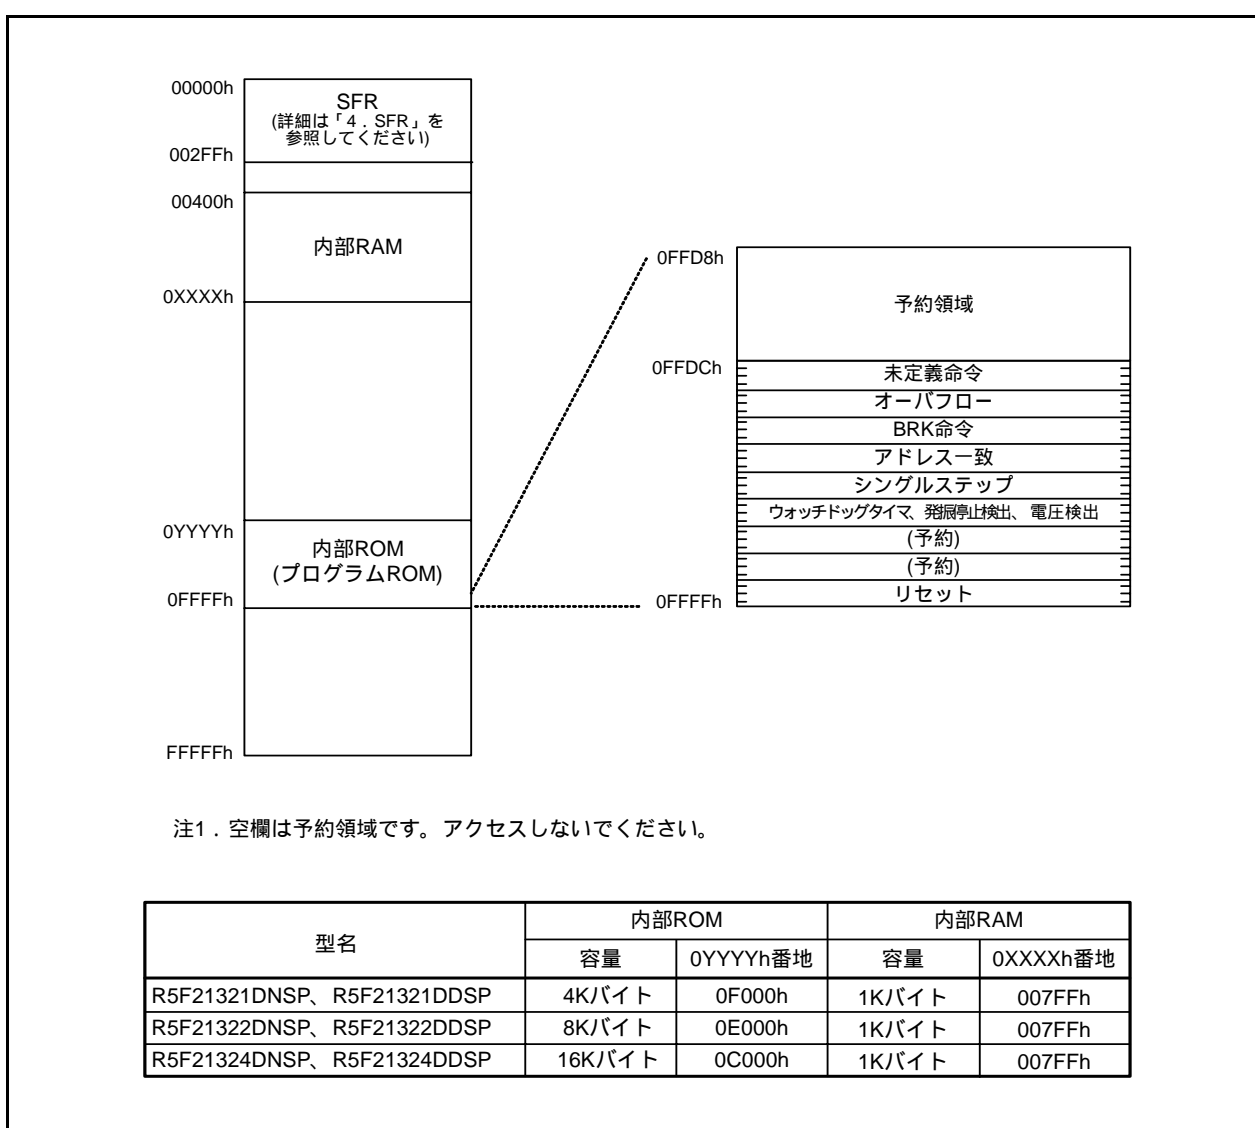 00000h
SFR
(詳細は「4．SFR」を
参照してください)
002FFh
00400h
内部RAM
0XXXXh
0YYYYh
内部ROM
(プログラムROM)
0FFFFh
FFFFFh
0FFD8h
予約領域
0FFDCh
未定義命令
オーバフロー
BRK命令
アドレス一致
シングルステップ
ウォッチドッグタイマ、発振停止検出、電圧検出
(予約)
(予約)
リセット
0FFFFh
注1．空欄は予約領域です。アクセスしないでください。
型名 内部ROM 内部RAM
容量 0YYYYh番地 容量 0XXXXh番地
R5F21321DNSP、R5F21321DDSP 4Kバイト 0F000h 1Kバイト 007FFh
R5F21322DNSP、R5F21322DDSP 8Kバイト 0E000h 1Kバイト 007FFh
R5F21324DNSP、R5F21324DDSP 16Kバイト 0C000h 1Kバイト 007FFh